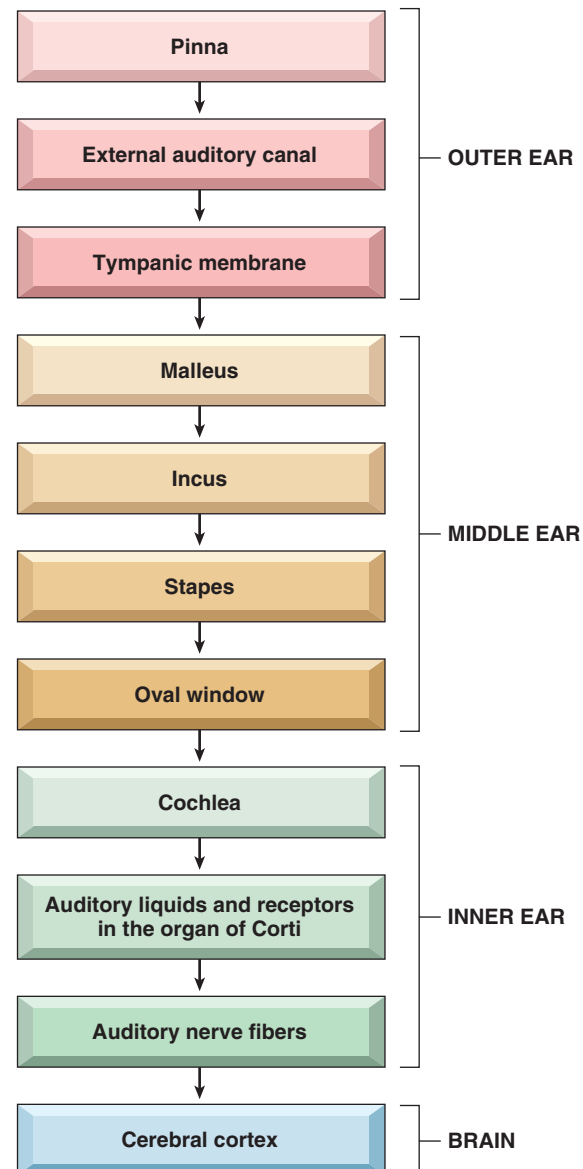 Pinna
External auditory canal
OUTER EAR
Tympanic membrane
Malleus
Incus
MIDDLE EAR
Stapes
Oval window
Cochlea
Auditory liquids and receptors
in the organ of Corti
INNER EAR
Auditory nerve fibers
Cerebral cortex
BRAIN